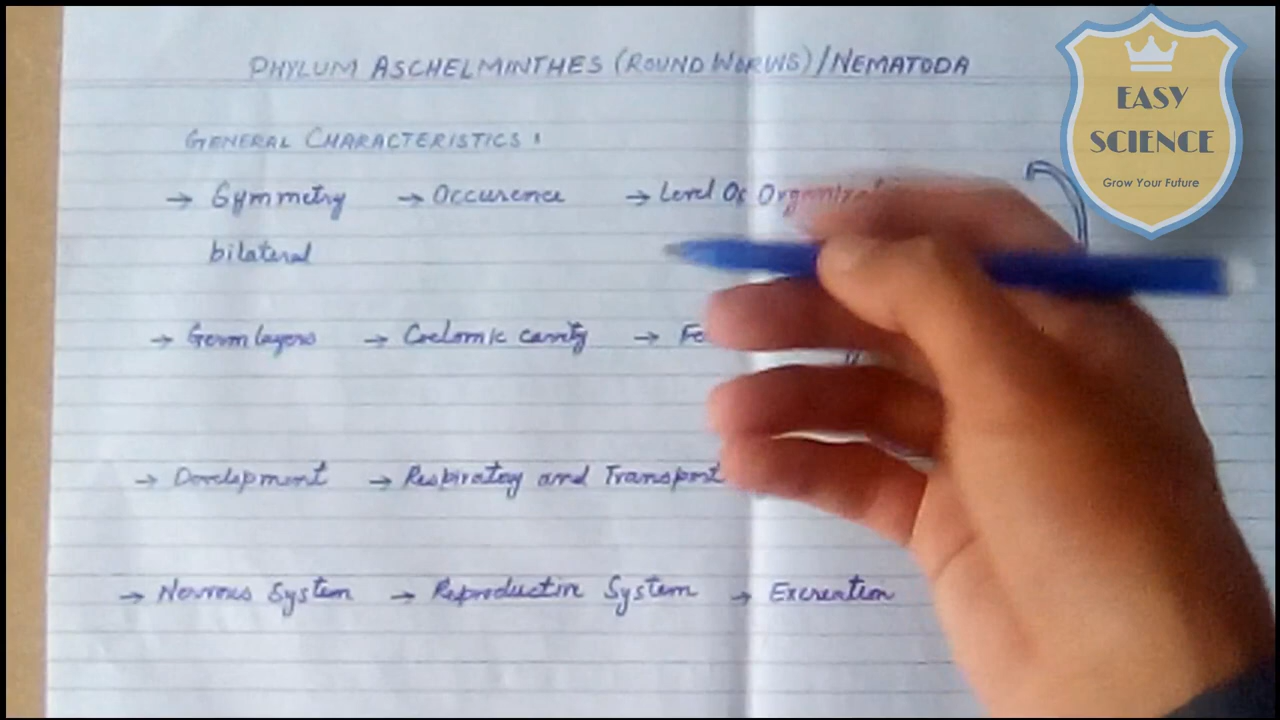 PHYLUM ASCHELMINTHES (ROUND WORMS)/NEMATODA
EASY
SCIENCE
Grow Your Future
GENERAL CHARACTERISTICS:
→ Symmetry → Occurence → Level Of
bilateral
→ Germ layers → Coelomic cavity →
→ Development → Respiratory and Transport
→ Nervous System → Reproductive System → Excreation